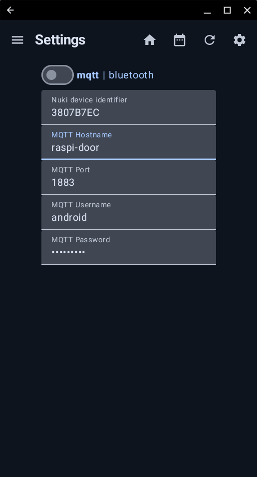 Settings
mqtt | bluetooth
Nuki device identifier
3807B7EC
MQTT Hostname
raspi-door
MQTT Port
1883
MQTT Username
android
MQTT Password
•••••••••